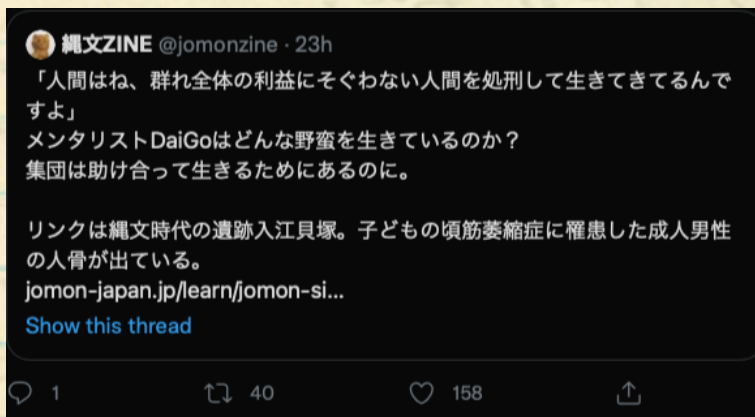 縄文ZINE @jomonzine · 23h
「人間はね、群れ全体の利益にそぐわない人間を処刑して生きてきてるんで
すよ」
メンタリストDaiGoはどんな野蛮を生きているのか？
集団は助け合って生きるためにあるのに。
リンクは縄文時代の遺跡入江貝塚。子どもの頃筋萎縮症に罹患した成人男性
の人骨が出ている。
jomon-japan.jp/learn/jomon-si...
Show this thread
1 40 158